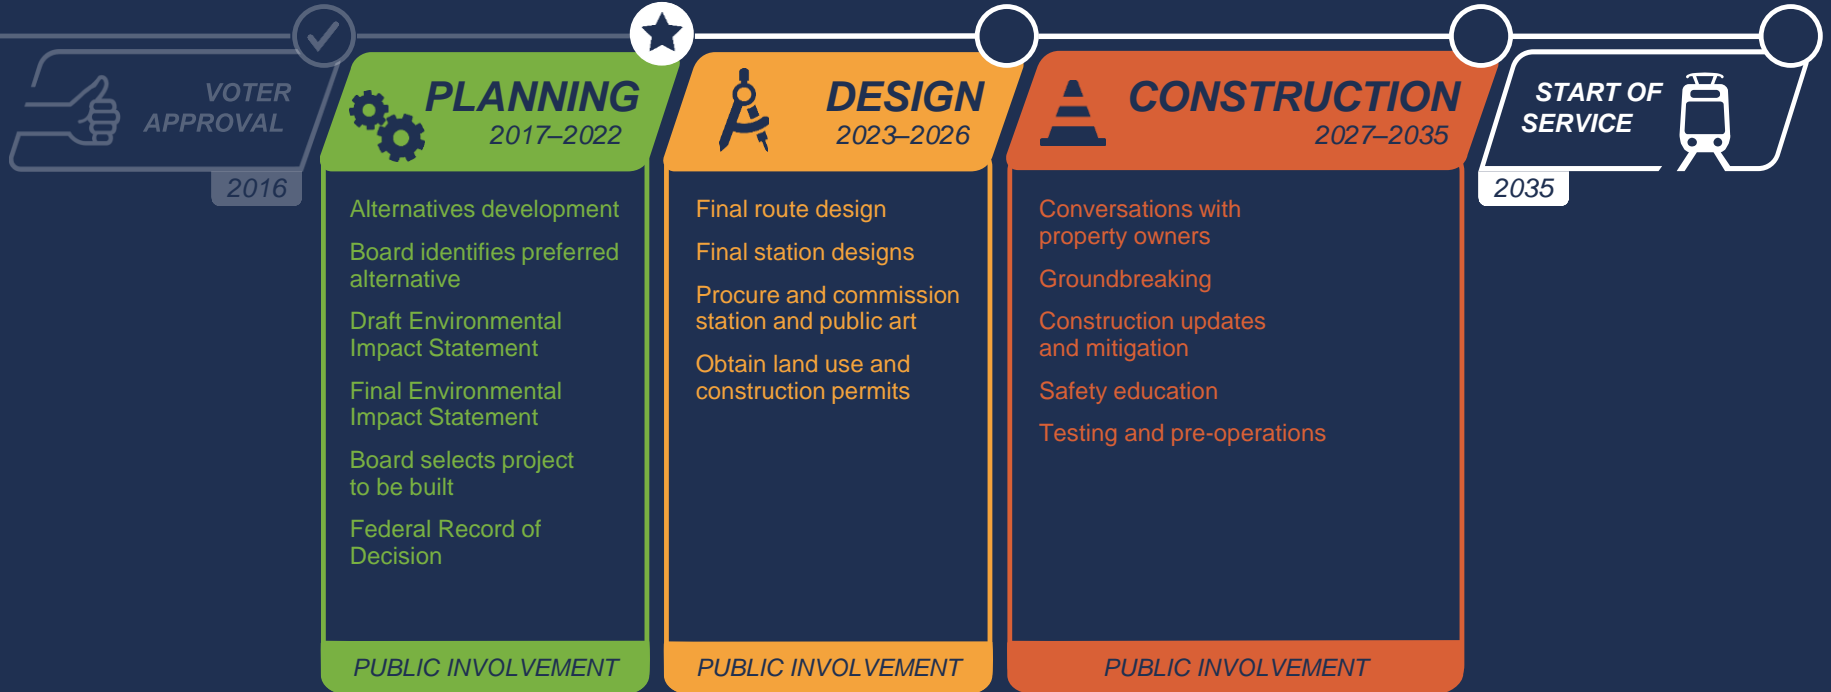 VOTER
APPROVAL
2016
PLANNING
2017–2022
Alternatives development
Board identifies preferred
alternative
Draft Environmental
Impact Statement
Final Environmental
Impact Statement
Board selects project
to be built
Federal Record of
Decision
PUBLIC INVOLVEMENT
DESIGN
2023–2026
Final route design
Final station designs
Procure and commission
station and public art
Obtain land use and
construction permits
PUBLIC INVOLVEMENT
CONSTRUCTION
2027–2035
Conversations with
property owners
Groundbreaking
Construction updates
and mitigation
Safety education
Testing and pre-operations
PUBLIC INVOLVEMENT
START OF
SERVICE
2035